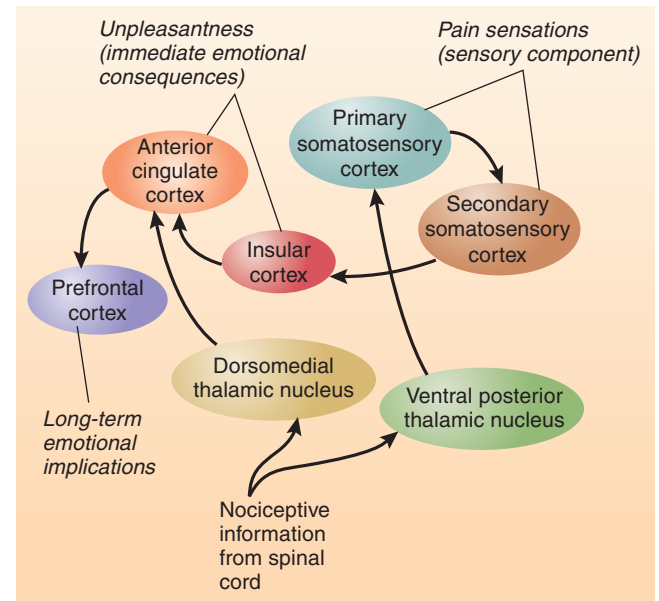 Unpleasantness
(immediate emotional
consequences)
Pain sensations
(sensory component)
Primary
somatosensory
cortex
Anterior
cingulate
cortex
Secondary
somatosensory
cortex
Insular
cortex
Prefrontal
cortex
Dorsomedial
thalamic nucleus
Ventral posterior
thalamic nucleus
Long-term
emotional
implications
Nociceptive
information
from spinal
cord